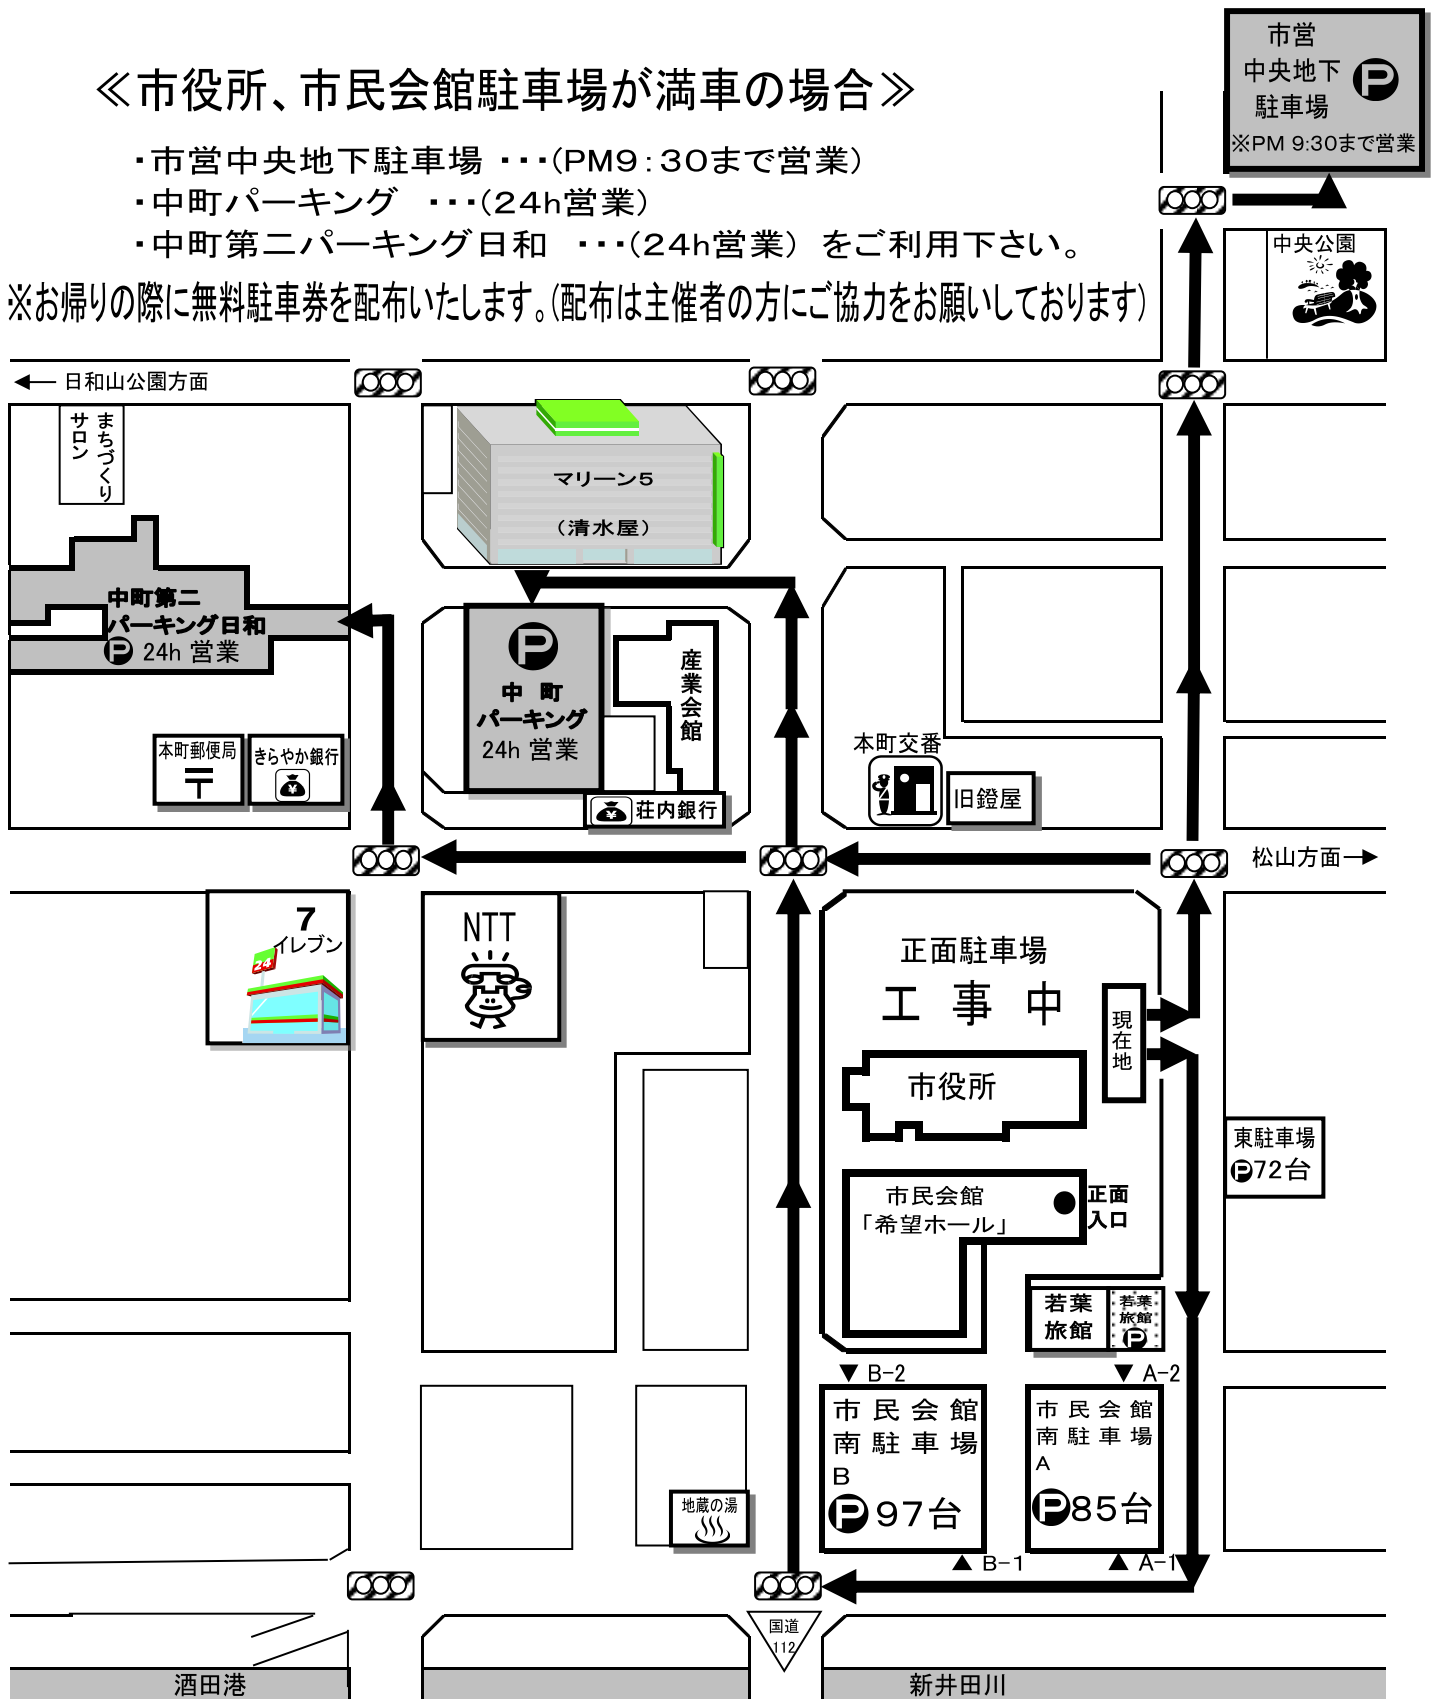 市営
中央地下
駐車場
P
※PM 9:30まで営業
≪市役所、市民会館駐車場が満車の場合≫
・市営中央地下駐車場 ・・・(PM9:30まで営業)
・中町パーキング ・・・(24h営業)
・中町第二パーキング日和 ・・・(24h営業) をご利用下さい。
※お帰りの際に無料駐車券を配布いたします。(配布は主催者の方にご協力をお願いしております)
中央公園
←日和山公園方面
まちづくり
サロン
マリーン5
(清水屋)
中町第二
パーキング日和
P 24h 営業
P
中 町
パーキング
24h 営業
産業会館
本町郵便局
〒
きらやか銀行
¥
¥ 荘内銀行
本町交番
旧鐙屋
松山方面→
7
イレブン
24
NTT
正面駐車場
工 事 中
現在地
市役所
東駐車場
P72台
市民会館
「希望ホール」
正面
入口
若葉
旅館
若葉
旅館
P
▼ B-2
▼ A-2
市民会館
南駐車場
B
P 97台
市民会館
南駐車場
A
P85台
▲ B-1
▲ A-1
地蔵の湯
国道
112
酒田港
新井田川